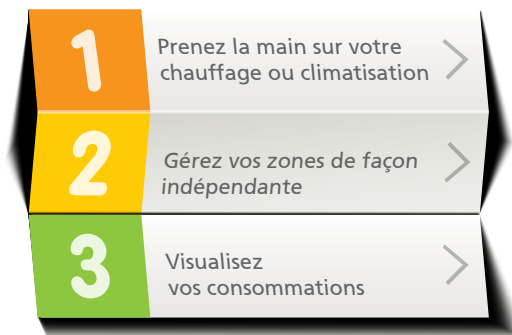 1
Prenez la main sur votre
chauffage ou climatisation
2
Gérez vos zones de façon
indépendante
3
Visualisez
vos consommations